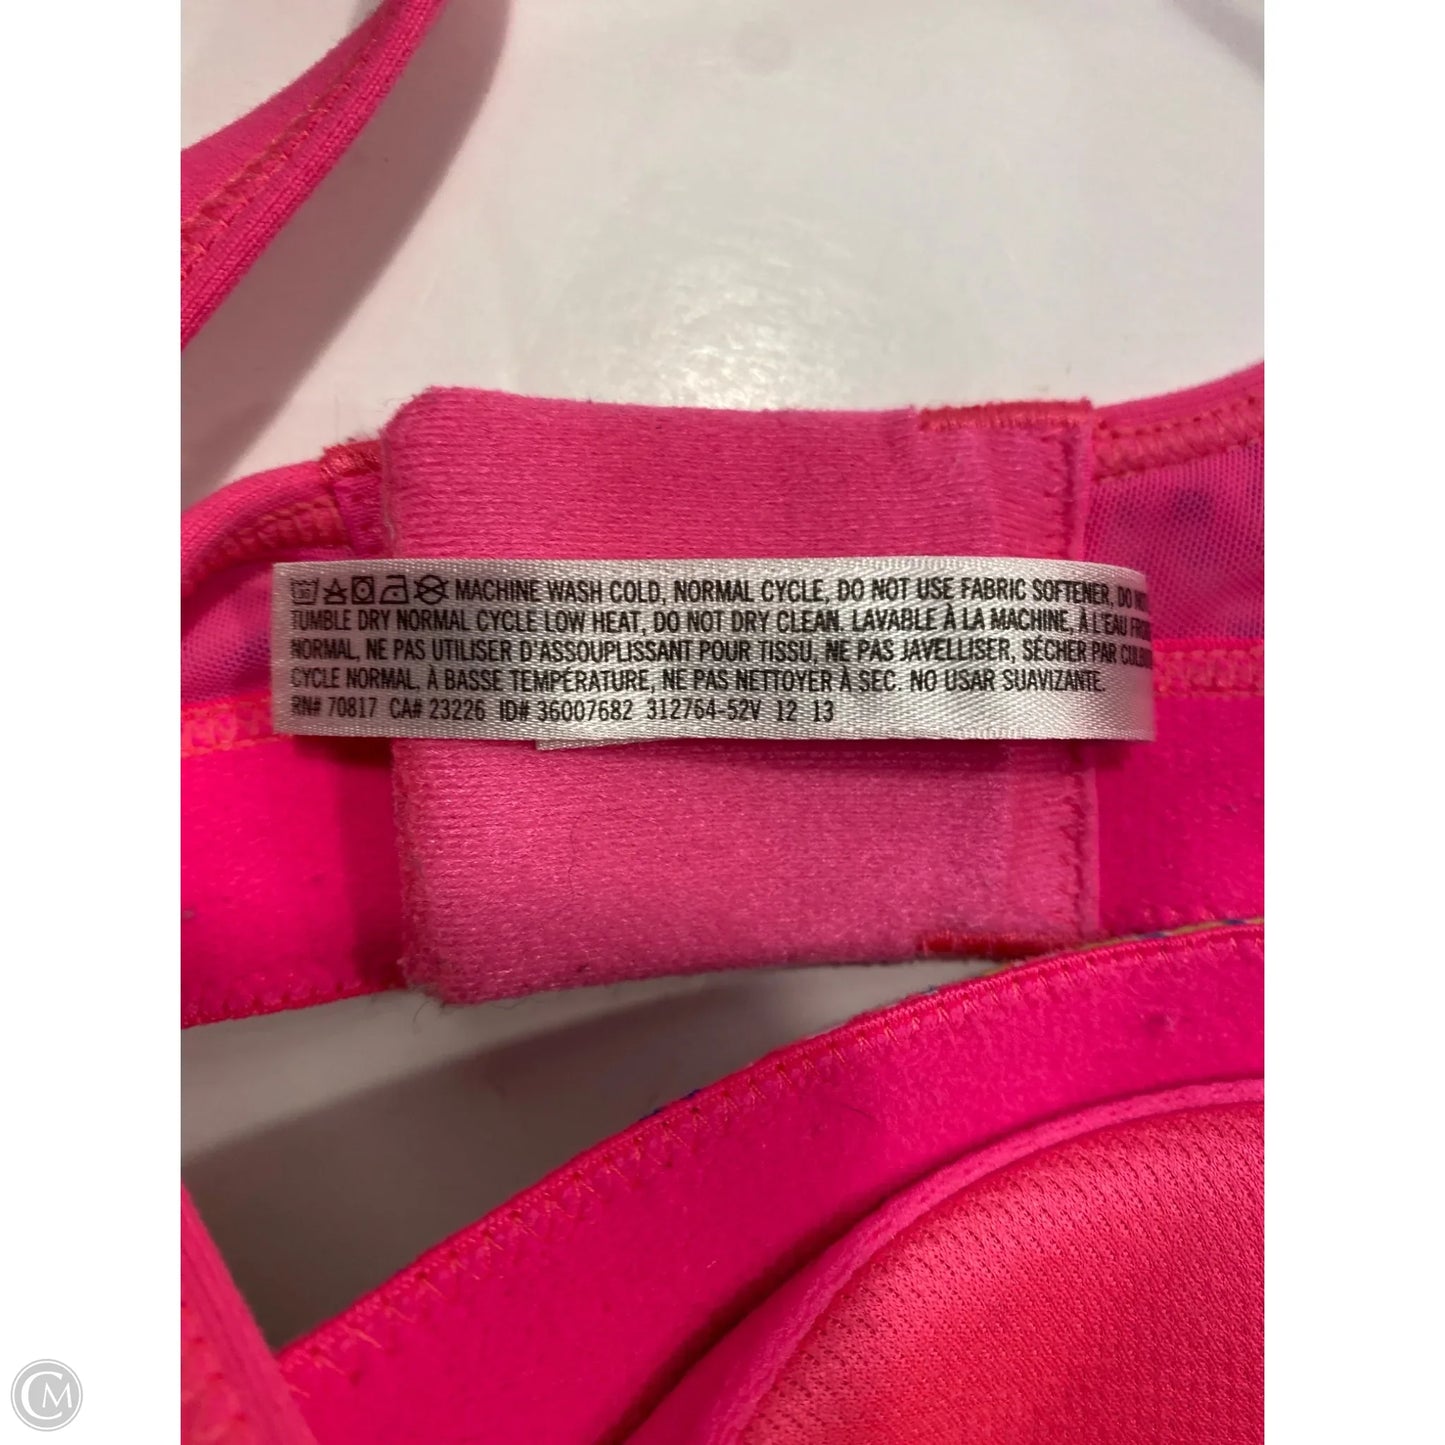 MACHINE WASH COLD, NORMAL CYCLE, DO NOT USE FABRIC SOFTENER, DO NOT
TUMBLE DRY NORMAL CYCLE LOW HEAT, DO NOT DRY CLEAN. LAVABLE À LA MACHINE, À L'EAU
NORMAL, NE PAS UTILISER D'ASSOUPLISSANT POUR TISSU, NE PAS JAVELLISER, SÉCHER PAR
CYCLE NORMAL, À BASSE TEMPÉRATURE, NE PAS NETTOYER À SEC. NO USAR SUAVIZANTE.
RN# 70817 CA# 23226 ID# 36007682 312764-52V 12 13
CM